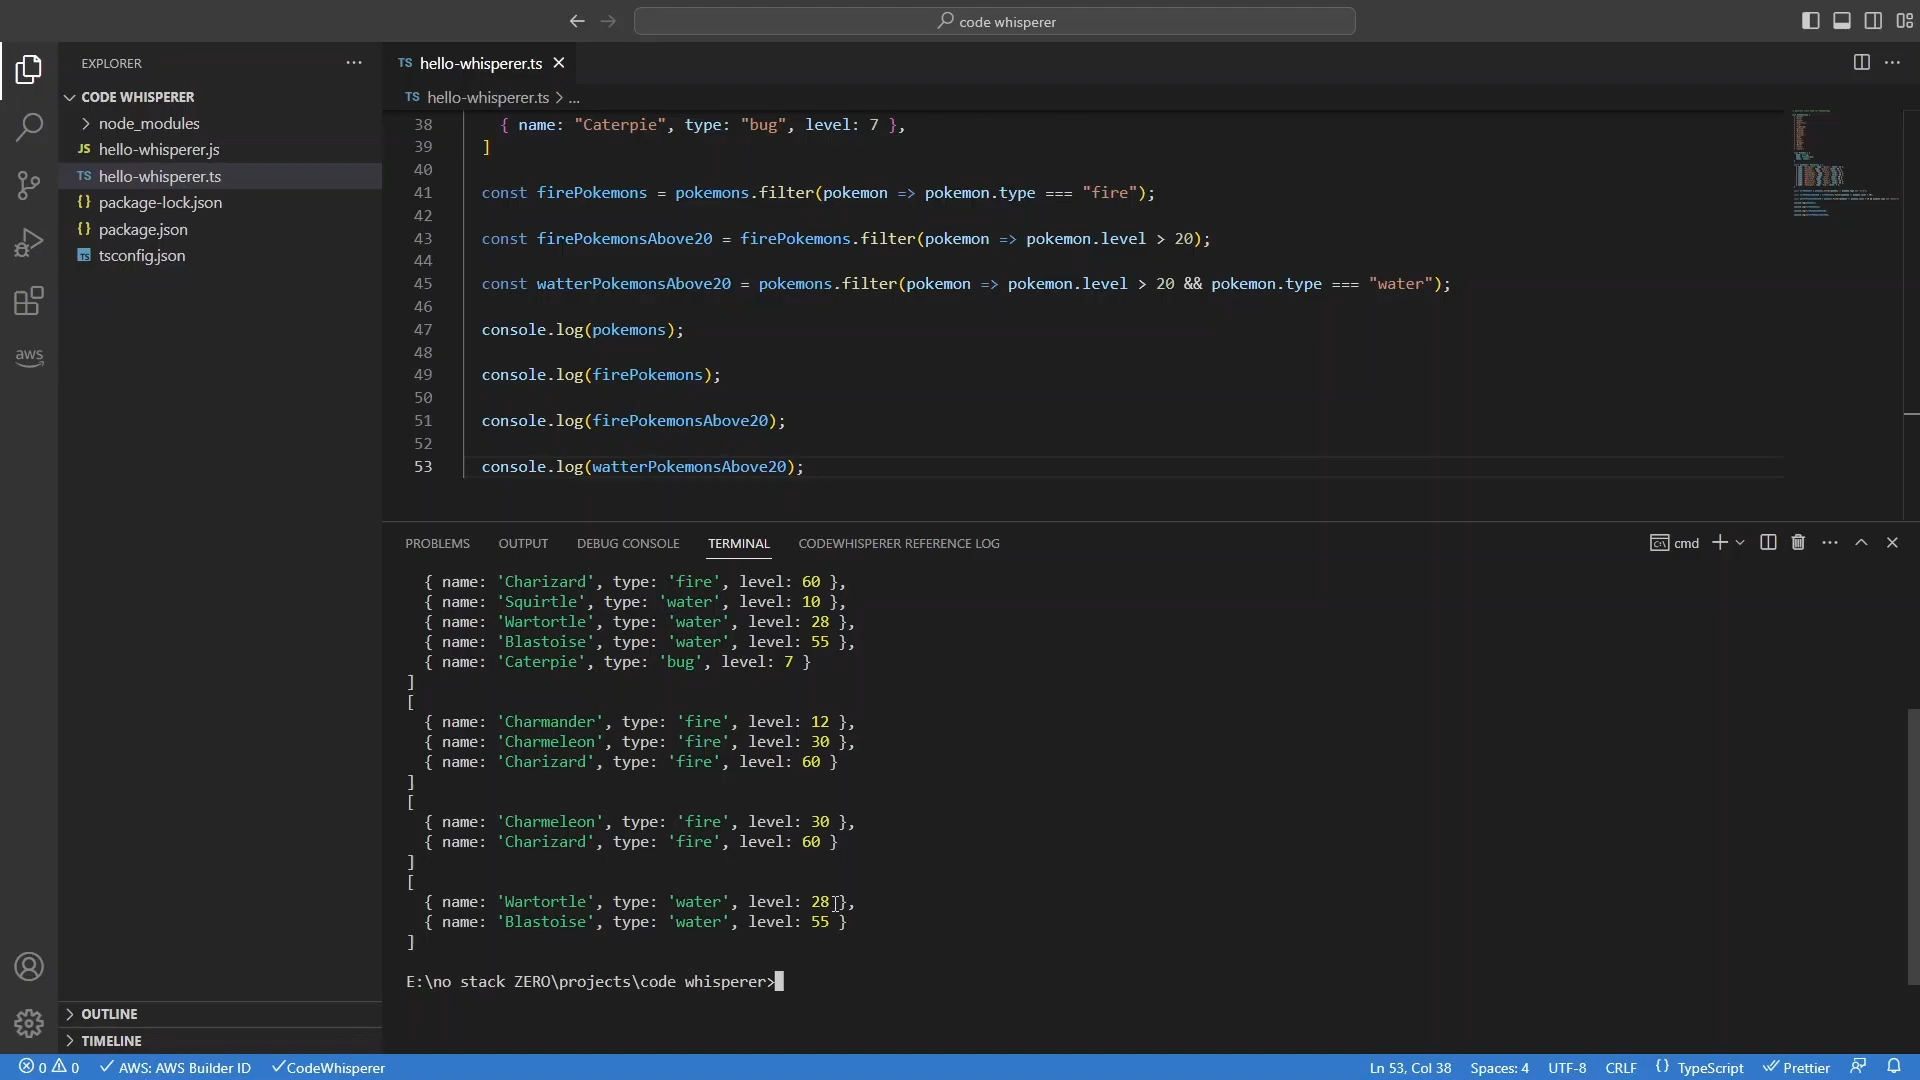 code whisperer
EXPLORER
CODE WHISPERER
node_modules
JS hello-whisperer.js
TS hello-whisperer.ts
{} package-lock.json
{} package.json
TS tsconfig.json
aws
OUTLINE
TIMELINE
TS hello-whisperer.ts
TS hello-whisperer.ts > ...
38 { name: "Caterpie", type: "bug", level: 7 },
39 ]
40
41 const firePokemons = pokemons.filter(pokemon => pokemon.type === "fire");
42
43 const firePokemonsAbove20 = firePokemons.filter(pokemon => pokemon.level > 20);
44
45 const watterPokemonsAbove20 = pokemons.filter(pokemon => pokemon.level > 20 && pokemon.type === "water");
46
47 console.log(pokemons);
48
49 console.log(firePokemons);
50
51 console.log(firePokemonsAbove20);
52
53 console.log(watterPokemonsAbove20);
PROBLEMS OUTPUT DEBUG CONSOLE TERMINAL CODEWHISPERER REFERENCE LOG cmd
{ name: 'Charizard', type: 'fire', level: 60 },
{ name: 'Squirtle', type: 'water', level: 10 },
{ name: 'Wartortle', type: 'water', level: 28 },
{ name: 'Blastoise', type: 'water', level: 55 },
{ name: 'Caterpie', type: 'bug', level: 7 }
]
[
{ name: 'Charmander', type: 'fire', level: 12 },
{ name: 'Charmeleon', type: 'fire', level: 30 },
{ name: 'Charizard', type: 'fire', level: 60 }
]
[
{ name: 'Charmeleon', type: 'fire', level: 30 },
{ name: 'Charizard', type: 'fire', level: 60 }
]
[
{ name: 'Wartortle', type: 'water', level: 28 },
{ name: 'Blastoise', type: 'water', level: 55 }
]
E:\no stack ZERO\projects\code whisperer>
0 0 AWS: AWS Builder ID CodeWhisperer Ln 53, Col 38 Spaces: 4 UTF-8 CRLF {} TypeScript Prettier